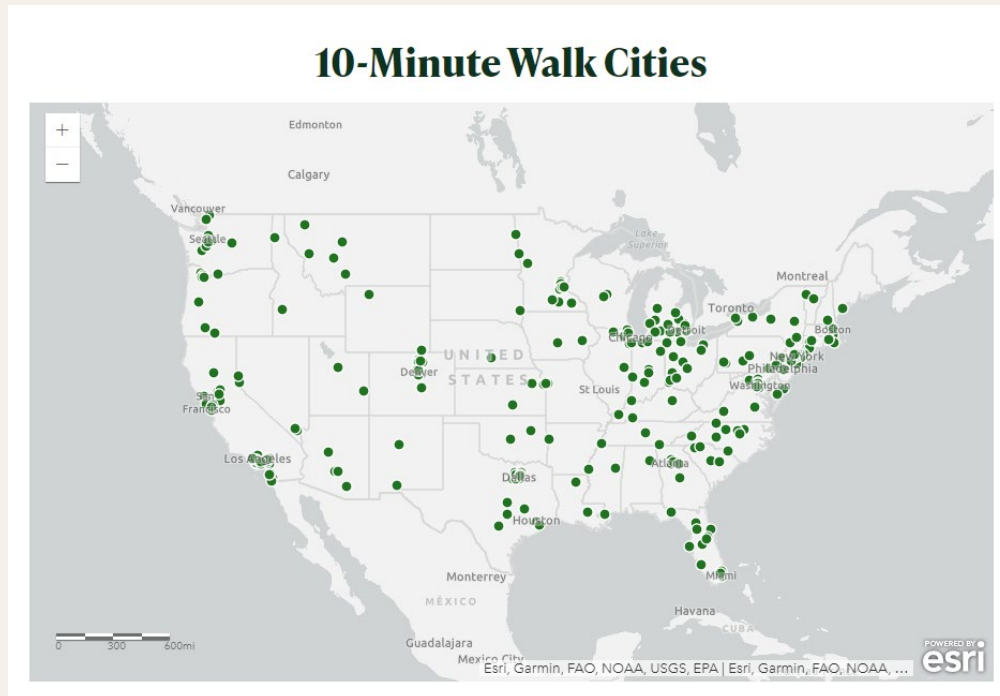 10-Minute Walk Cities
+
−
Edmonton
Calgary
Vancouver
Seattle
Lake
Superior
Montreal
Toronto
Boston
Detroit
Chicago
New York
Philadelphia
Washington
UNITED
STATES
Denver
St Louis
San
Francisco
Los Angeles
Atlanta
Dallas
Houston
Miami
Monterrey
MÉXICO
Havana
CUBA
Guadalajara
Mexico City
0 300 600mi
Esri, Garmin, FAO, NOAA, USGS, EPA | Esri, Garmin, FAO, NOAA, ...
POWERED BY
esri